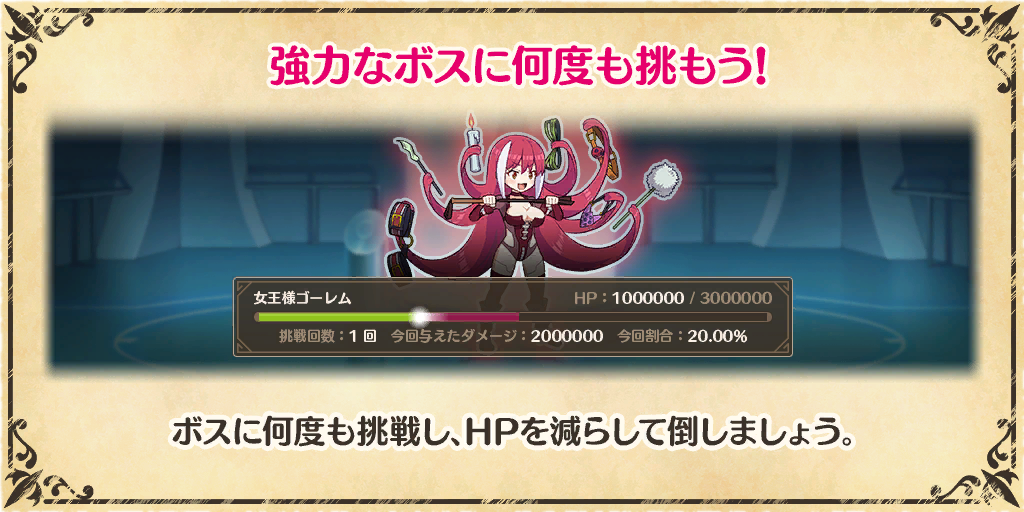 強力なボスに何度も挑もう!
女王様ゴーレム HP：1000000 / 3000000
挑戦回数：1 回 今回与えたダメージ：2000000 今回割合：20.00%
ボスに何度も挑戦し、HPを減らして倒しましょう。